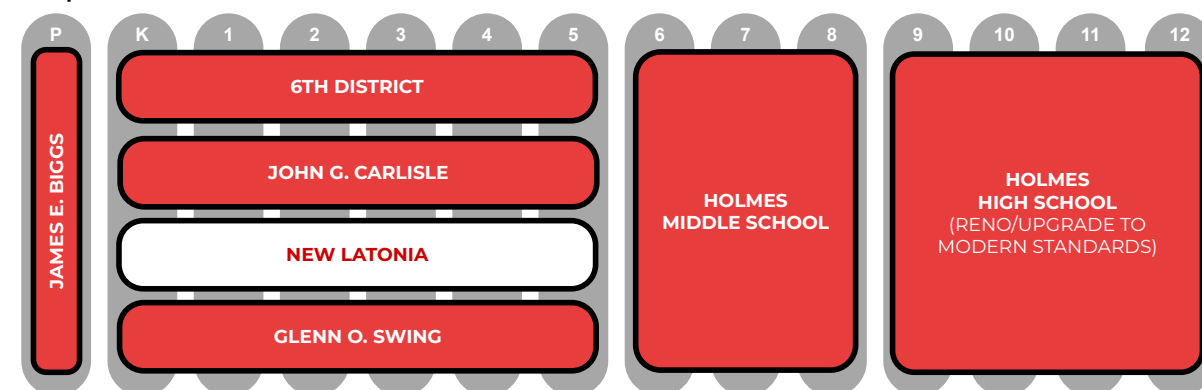 P K 1 2 3 4 5 6 7 8 9 10 11 12
JAMES E. BIGGS
6TH DISTRICT
JOHN G. CARLISLE
NEW LATONIA
GLENN O. SWING
HOLMES
MIDDLE SCHOOL
HOLMES
HIGH SCHOOL
(RENO/UPGRADE TO
MODERN STANDARDS)